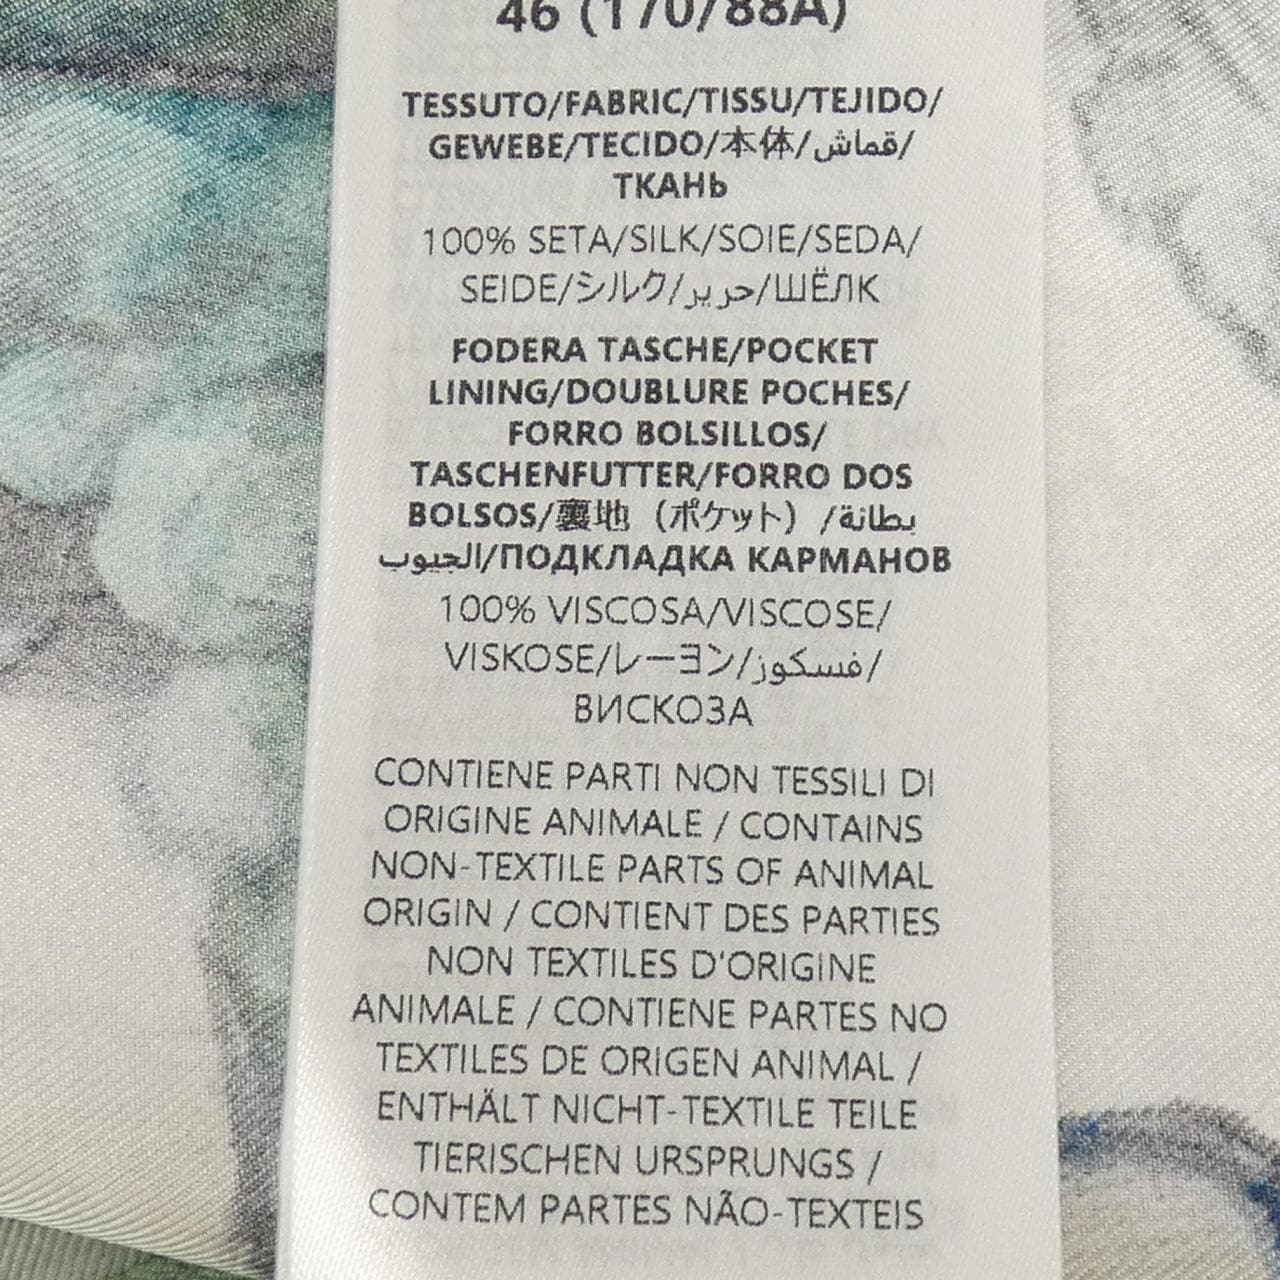 46 (170/88A)
TESSUTO/FABRIC/TISSU/TEJIDO/
GEWEBE/TECIDO/本体/قماش/
ТКАНЬ
100% SETA/SILK/SOIE/SEDA/
SEIDE/シルク/حرير/ШЁЛК
FODERA TASCHE/POCKET
LINING/DOUBLURE POCHES/
FORRO BOLSILLOS/
TASCHENFUTTER/FORRO DOS
BOLSOS/裏地（ポケット）/بطانة
الجيوب/ПОДКЛАДКА КАРМАНОВ
100% VISCOSA/VISCOSE/
VISKOSE/レーヨン/فسكوز/
ВИСКОЗА
CONTIENE PARTI NON TESSILI DI
ORIGINE ANIMALE / CONTAINS
NON-TEXTILE PARTS OF ANIMAL
ORIGIN / CONTIENT DES PARTIES
NON TEXTILES D'ORIGINE
ANIMALE / CONTIENE PARTES NO
TEXTILES DE ORIGEN ANIMAL /
ENTHÄLT NICHT-TEXTILE TEILE
TIERISCHEN URSPRUNGS /
CONTEM PARTES NÃO-TEXTEIS